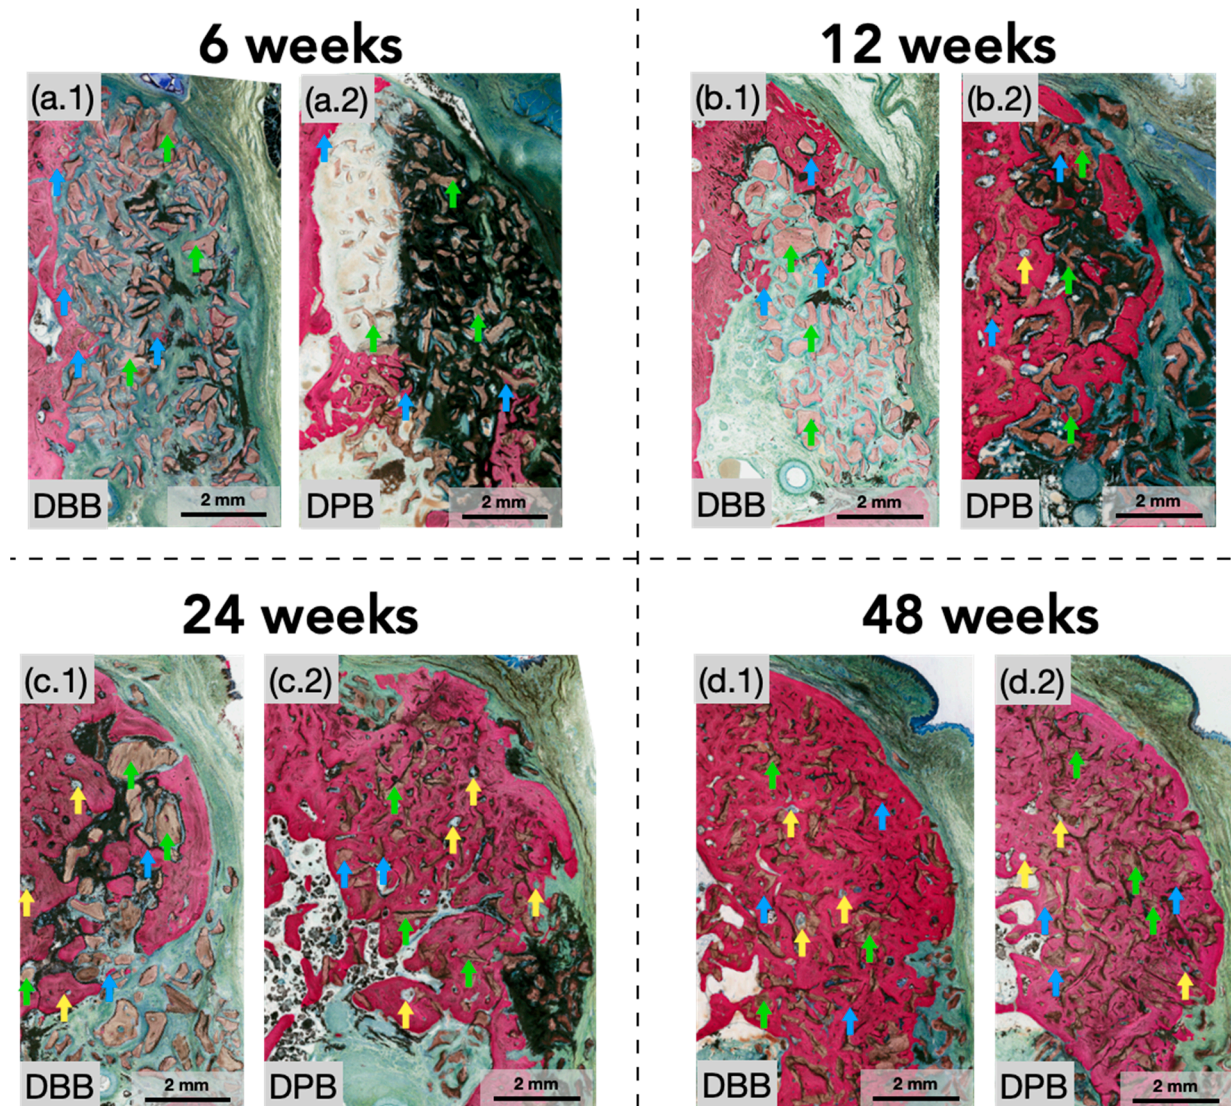 6 weeks
12 weeks
(a.1)
(a.2)
(b.1)
(b.2)
DBB
2 mm
DPB
2 mm
DBB
2 mm
DPB
2 mm
24 weeks
48 weeks
(c.1)
(c.2)
(d.1)
(d.2)
DBB
2 mm
DPB
2 mm
DBB
2 mm
DPB
2 mm